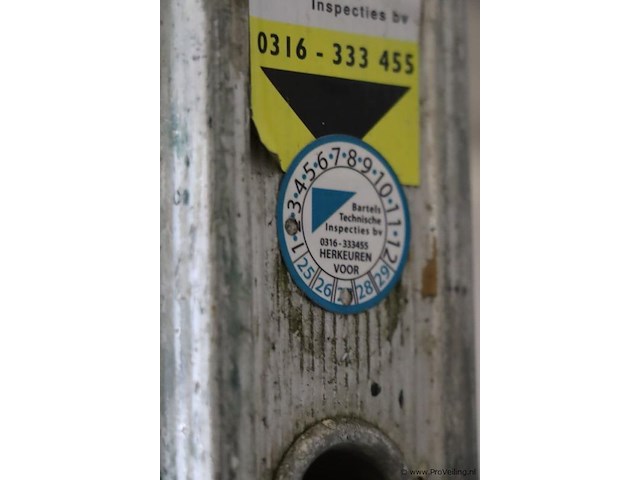 Inspecties bv
0316 - 333 455
1 • 3 • 4 • 5 • 6 • 7 • 8 • 9 • 10 • 11 • 12
Bartels
Technische
Inspecties bv
0316-333455
HERKEUREN
VOOR
25 26 28 29
© www.ProVeiling.nl